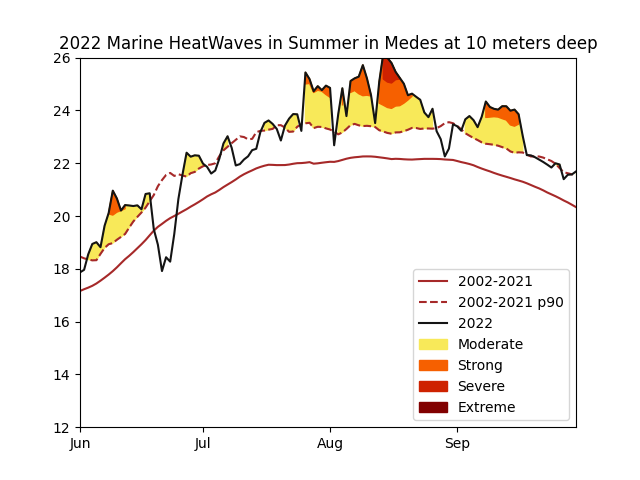 2022 Marine HeatWaves in Summer in Medes at 10 meters deep
26
24
22
20
18
16
14
12
Jun
Jul
Aug
Sep
2002-2021
2002-2021 p90
2022
Moderate
Strong
Severe
Extreme